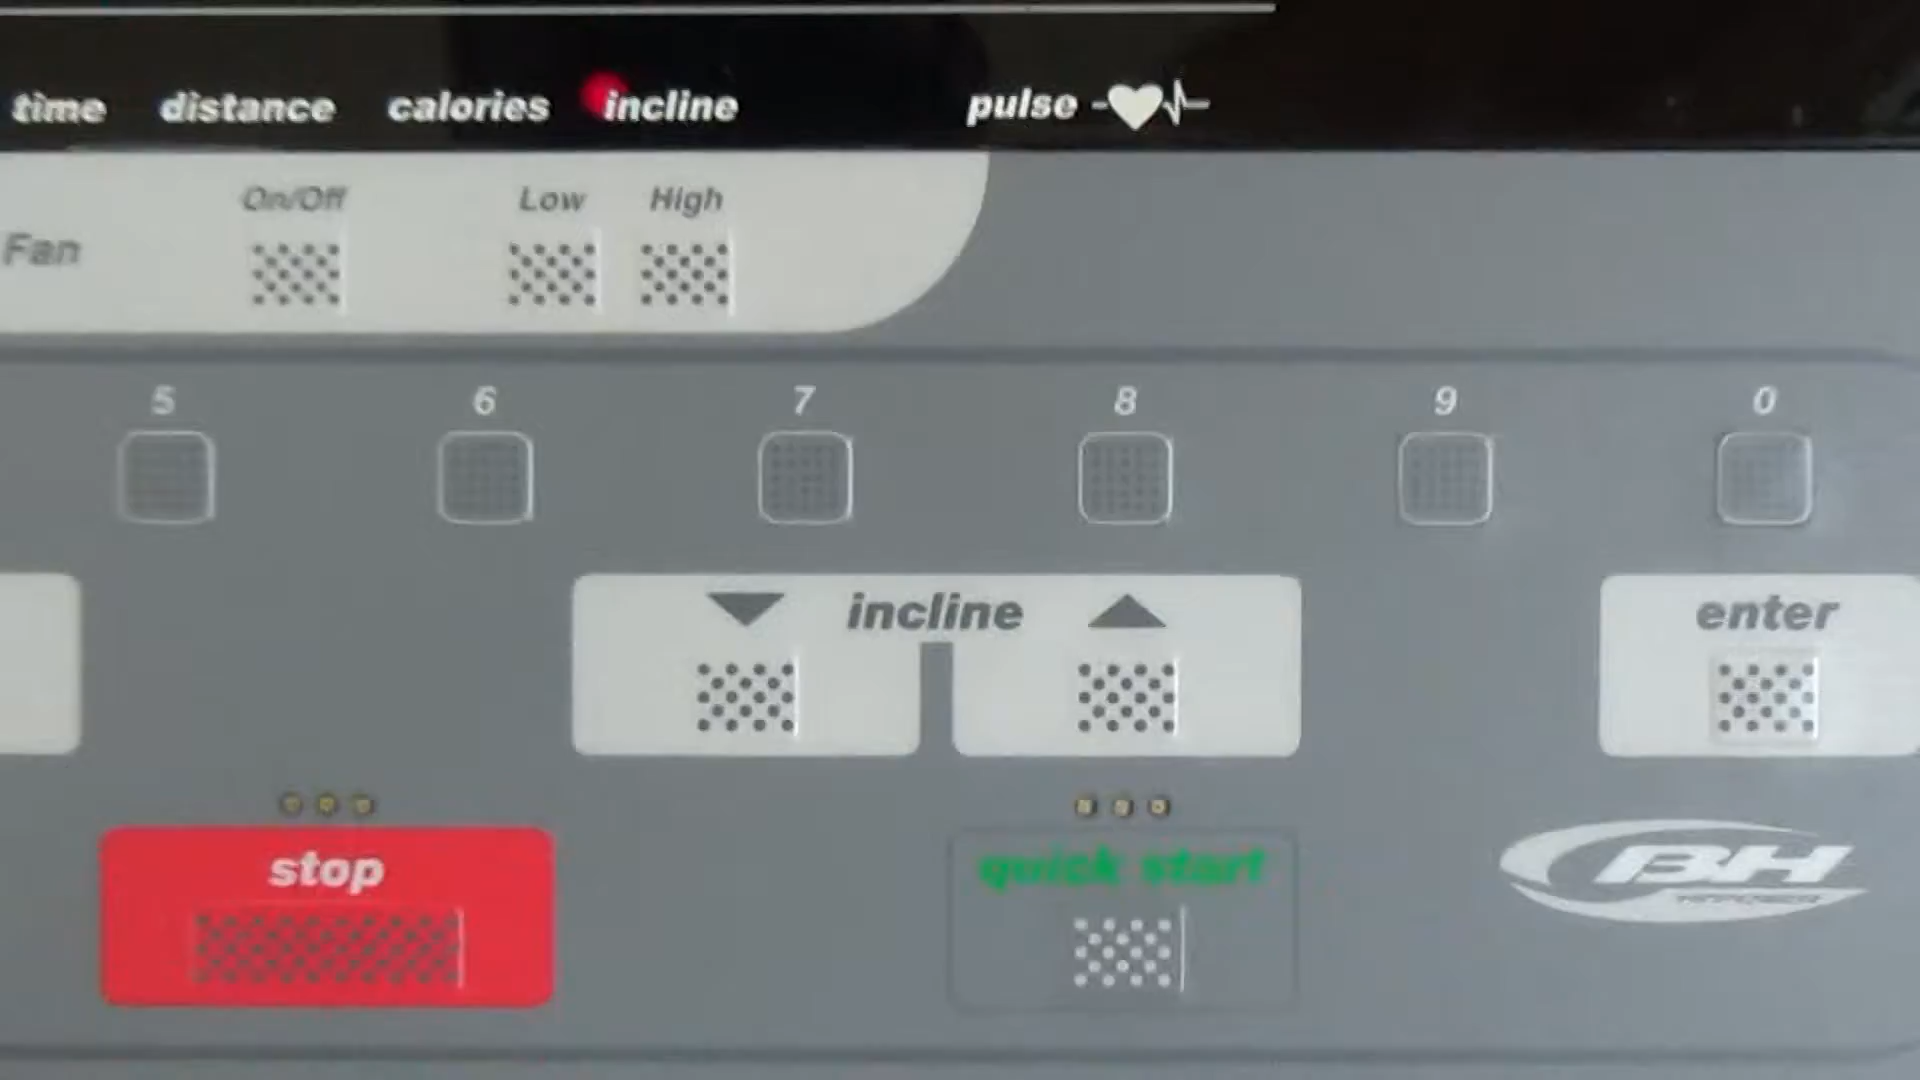 time distance calories incline pulse
On/Off Low High
Fan
5 6 7 8 9 0
incline enter
stop quick start
BH